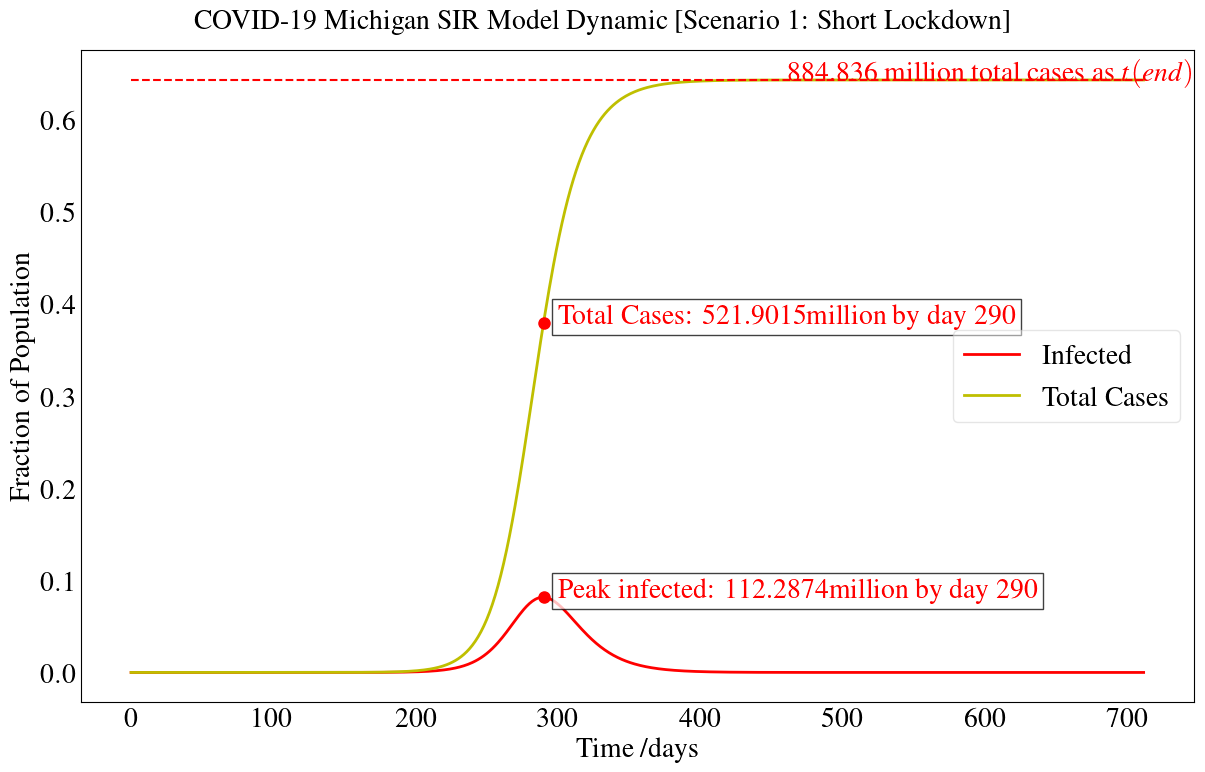 COVID-19 Michigan SIR Model Dynamic [Scenario 1: Short Lockdown]
884.836 million total cases as t(end)
0.6
0.5
0.4
0.3
0.2
0.1
0.0
Fraction of Population
Total Cases: 521.9015million by day 290
Infected
Total Cases
Peak infected: 112.2874million by day 290
0 100 200 300 400 500 600 700
Time /days